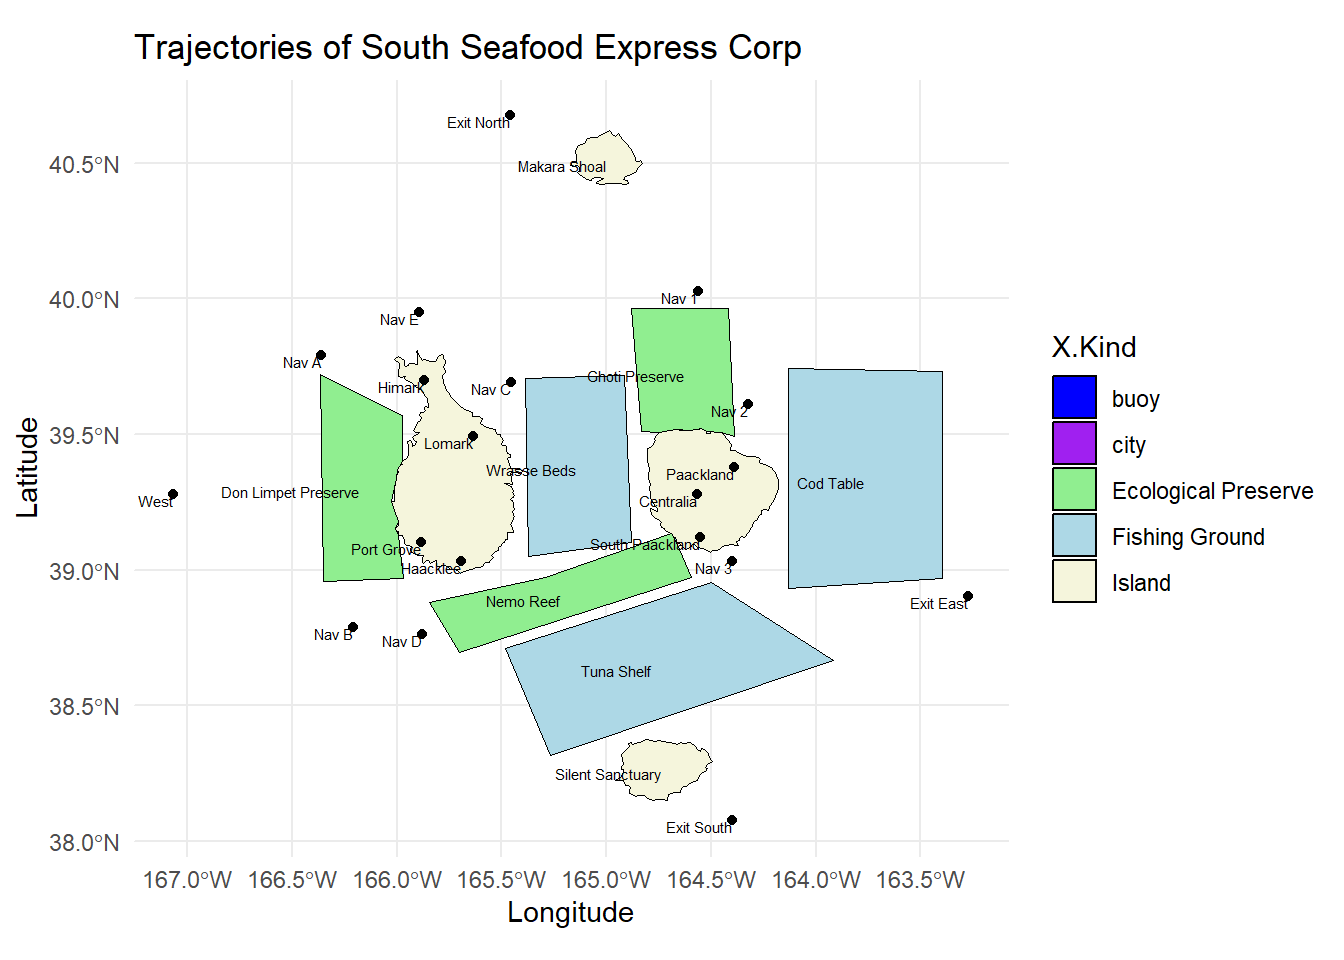 Trajectories of South Seafood Express Corp
Exit North
40.5°N
Makara Shoal
40.0°N
Nav 1
Nav E
Nav A
Ghoti Preserve
Himark
Nav C
Nav 2
39.5°N
Lomark
Wrasse Beds
Paackland
Cod Table
Don Limpet Preserve
West
Centralia
Port Grove
South Paackland
39.0°N
Haacklee
Nav 3
Nemo Reef
Exit East
Nav B
Nav D
Tuna Shelf
38.5°N
Silent Sanctuary
Exit South
38.0°N
167.0°W 166.5°W 166.0°W 165.5°W 165.0°W 164.5°W 164.0°W 163.5°W
Longitude
Latitude
X.Kind
buoy
city
Ecological Preserve
Fishing Ground
Island